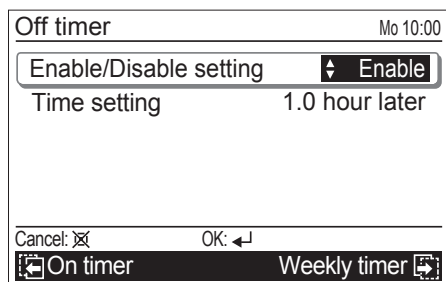 Off timer Mo 10:00
Enable/Disable setting Enable
Time setting 1.0 hour later
Cancel: OK:
On timer Weekly timer